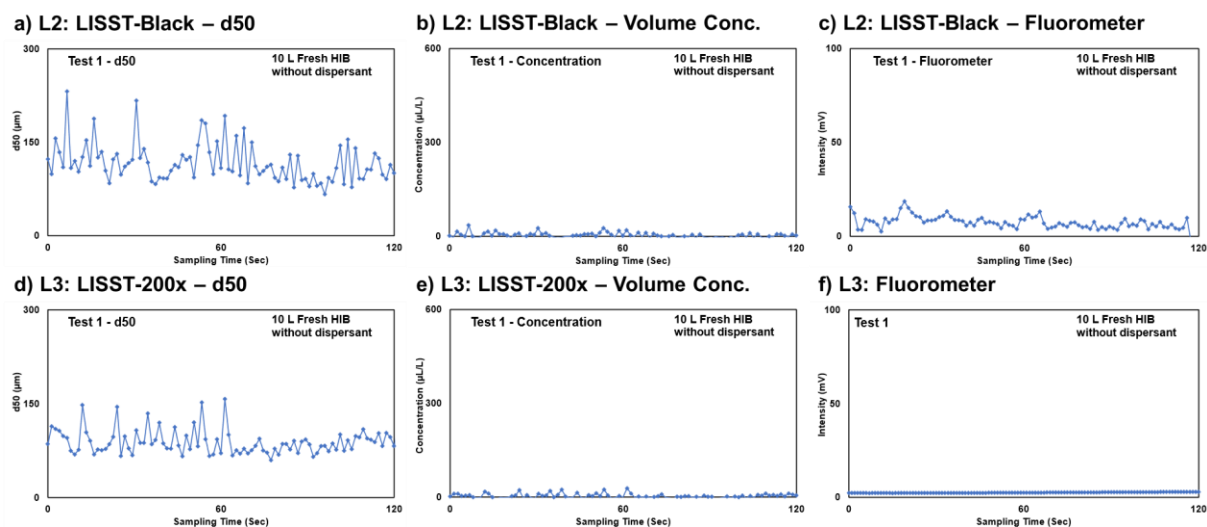 a) L2: LISST-Black – d50
300
150
0
d50 (µm)
Test 1 - d50
10 L Fresh HIB
without dispersant
0
60
120
Sampling Time (Sec)
b) L2: LISST-Black – Volume Conc.
600
300
0
Concentration (µL/L)
Test 1 - Concentration
10 L Fresh HIB
without dispersant
0
60
120
Sampling Time (Sec)
c) L2: LISST-Black – Fluorometer
100
50
0
Intensity (mV)
Test 1 - Fluorometer
10 L Fresh HIB
without dispersant
0
60
120
Sampling Time (Sec)
d) L3: LISST-200x – d50
300
150
0
d50 (µm)
Test 1 - d50
10 L Fresh HIB
without dispersant
0
60
120
Sampling Time (Sec)
e) L3: LISST-200x – Volume Conc.
600
300
0
Concentration (µL/L)
Test 1 - Concentration
10 L Fresh HIB
without dispersant
0
60
120
Sampling Time (Sec)
f) L3: Fluorometer
100
50
0
Intensity (mV)
Test 1
10 L Fresh HIB
without dispersant
0
60
120
Sampling Time (Sec)